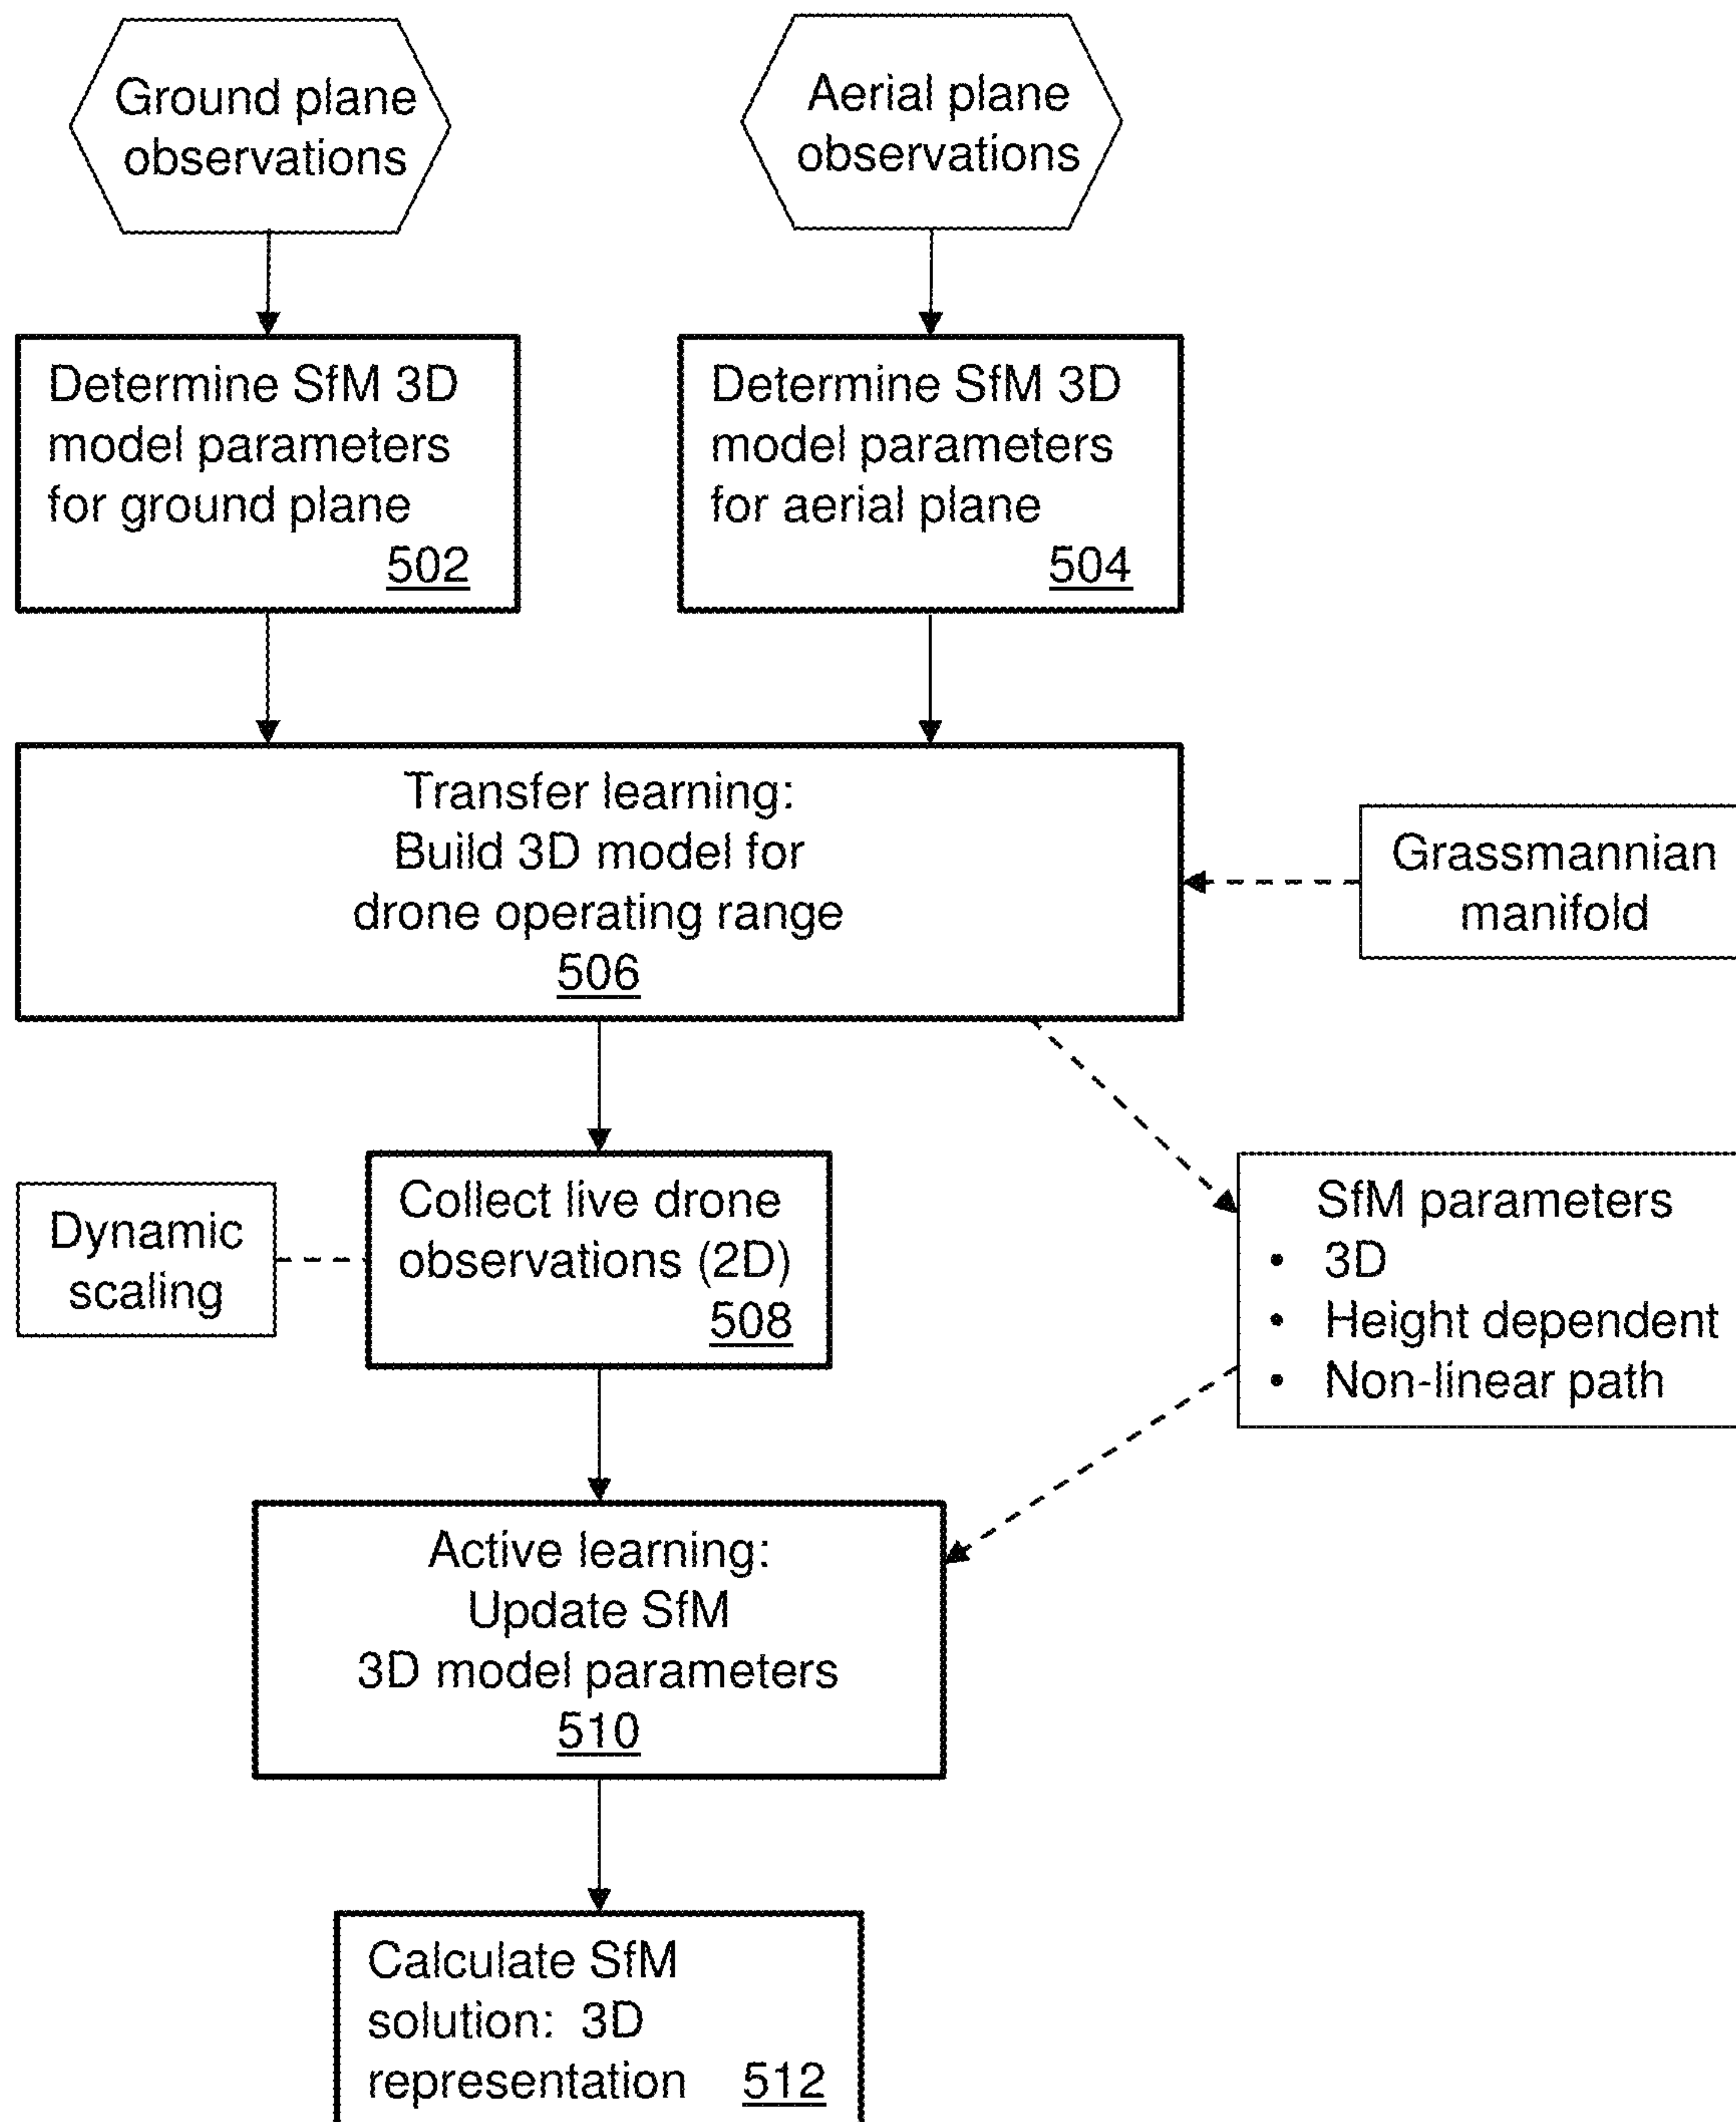 Ground plane
observations
Aerial plane
observations
Determine SfM 3D
model parameters
for ground plane
502
Determine SfM 3D
model parameters
for aerial plane
504
Transfer learning:
Build 3D model for
drone operating range
506
Grassmannian
manifold
Dynamic
scaling
Collect live drone
observations (2D)
508
SfM parameters
• 3D
• Height dependent
• Non-linear path
Active learning:
Update SfM
3D model parameters
510
Calculate SfM
solution: 3D
representation 512